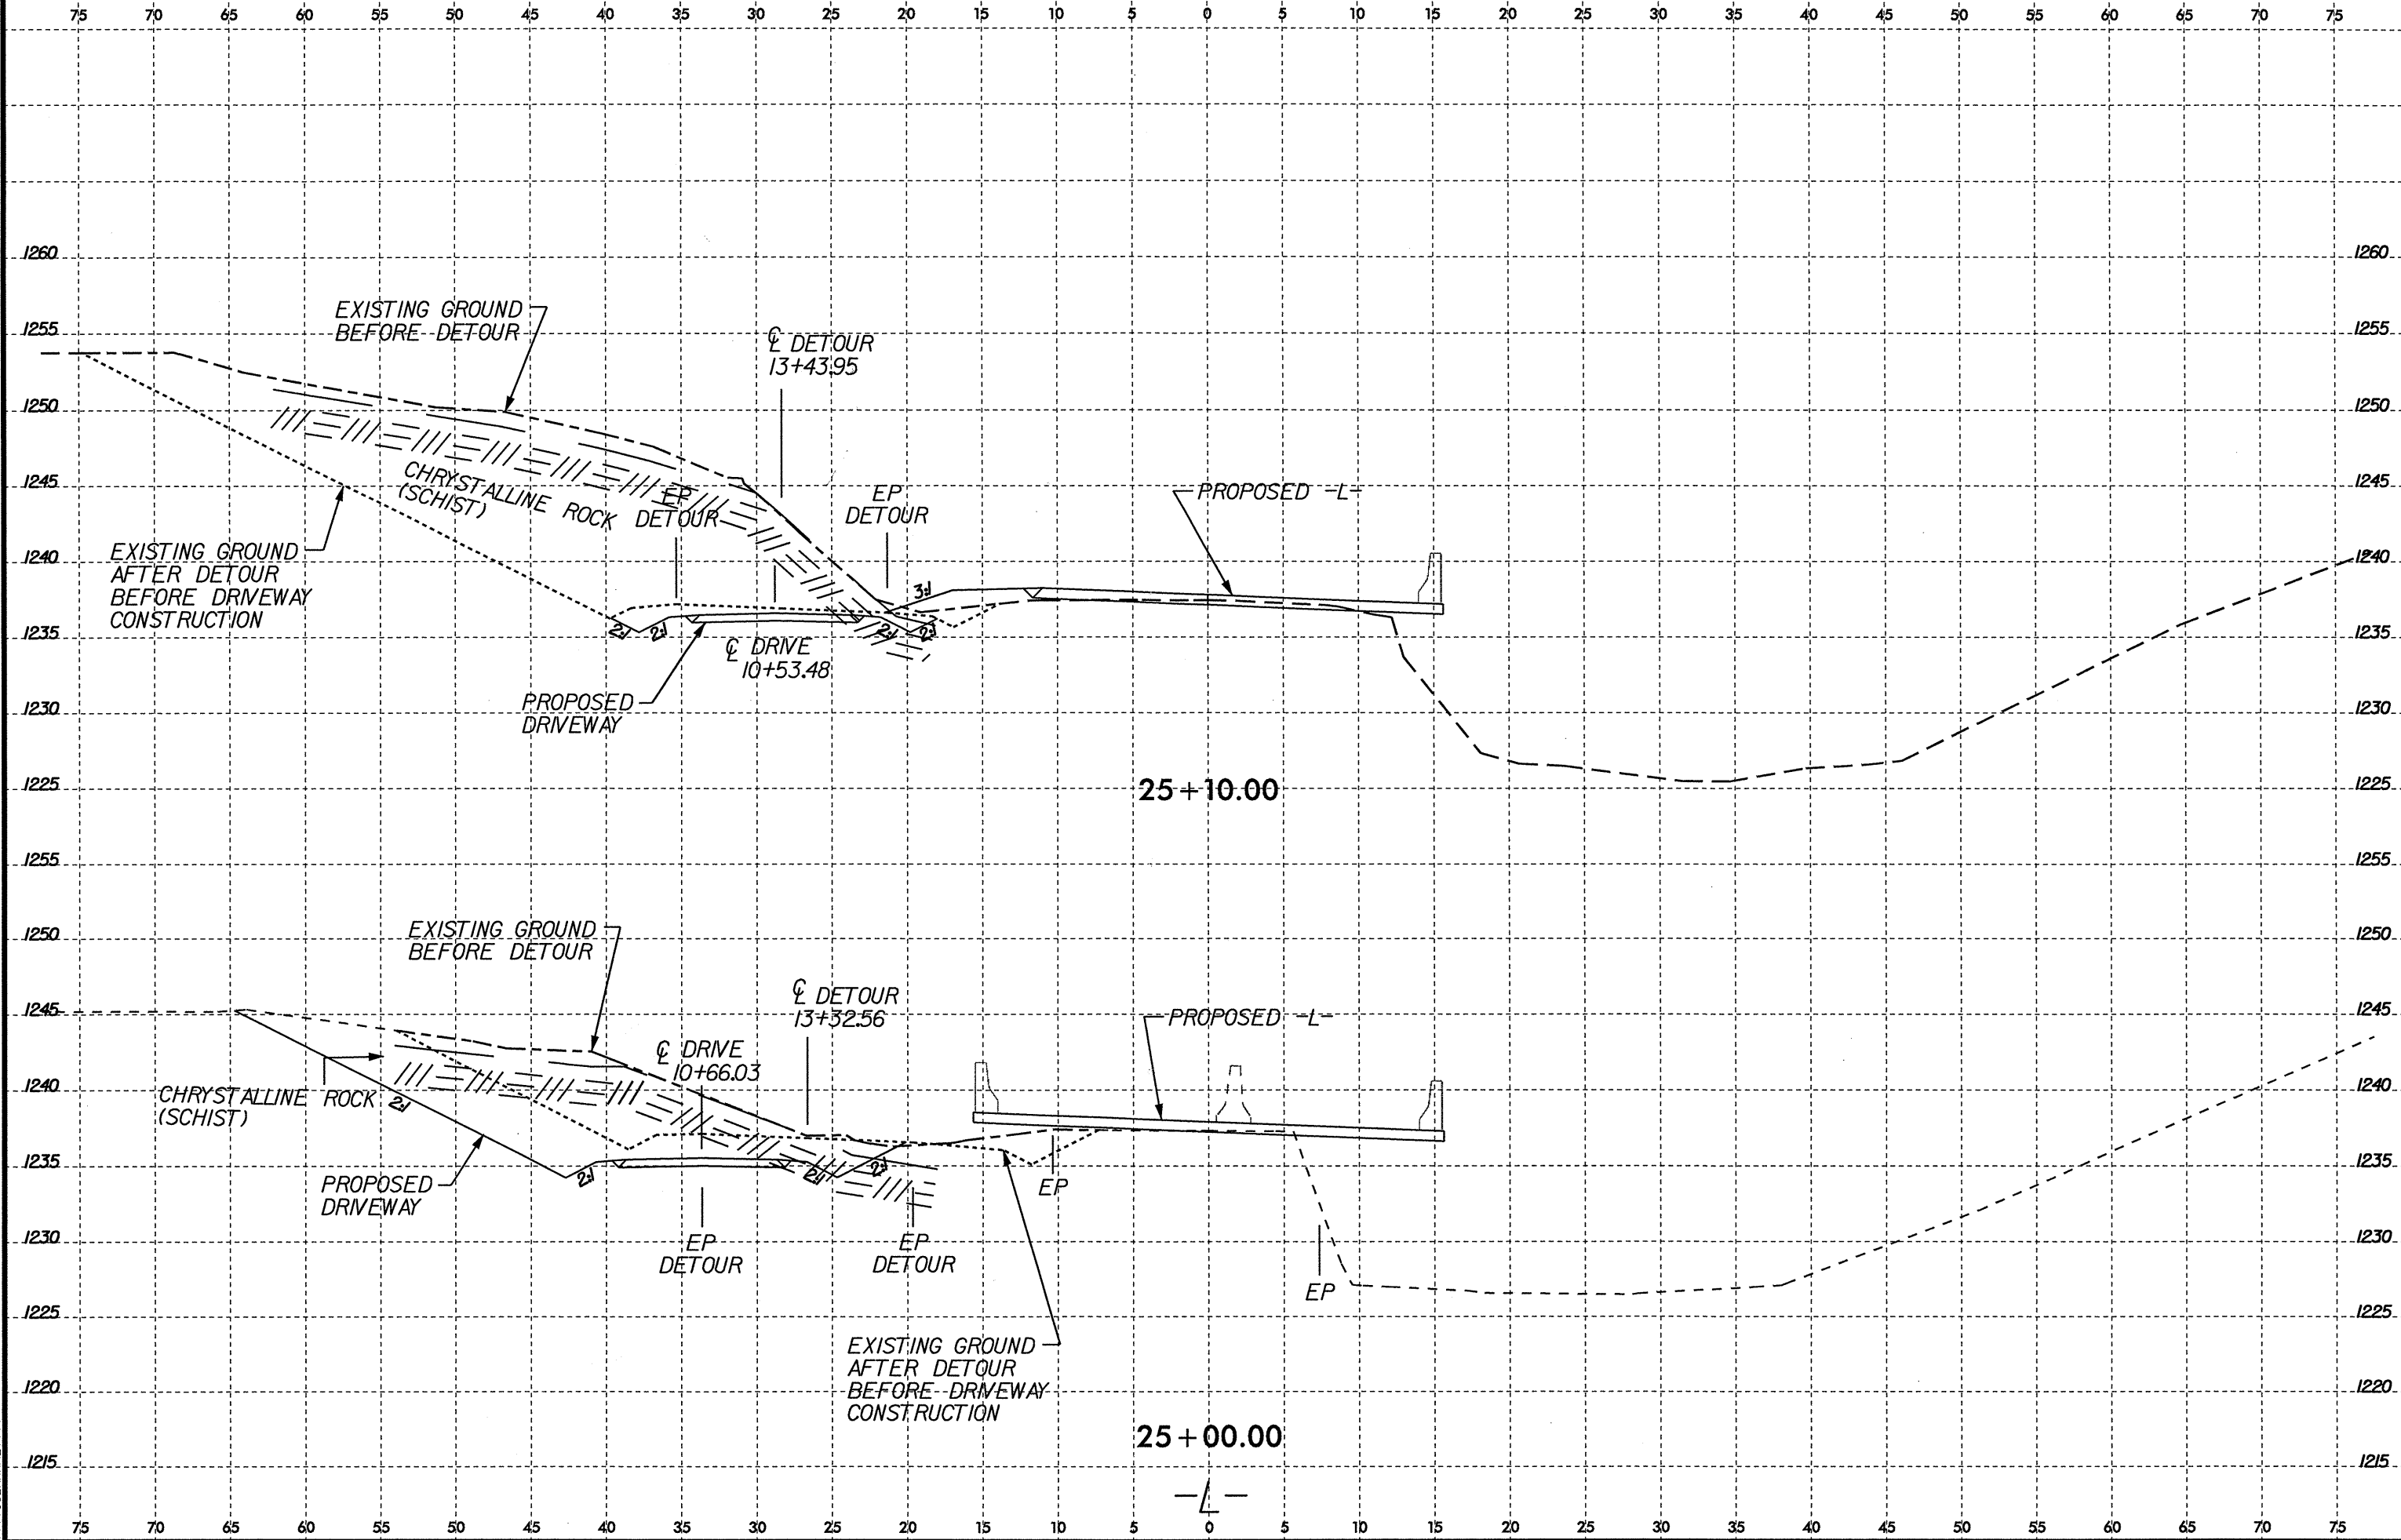 75 70 65 60 55 50 45 40 35 30 25 20 15 10 5 0 5 10 15 20 25 30 35 40 45 50 55 60 65 70 75
1260 1260
EXISTING GROUND
BEFORE DETOUR
1255 1255
℄ DETOUR
13+43.95
1250 1250
CHRYSTALLINE ROCK
(SCHIST)
1245 1245
EP
DETOUR
EP
DETOUR
PROPOSED -L-
EXISTING GROUND
AFTER DETOUR
BEFORE DRIVEWAY
CONSTRUCTION
1240 1240
3:1
1235 1235
2:1 2:1 2:1 2:1
℄ DRIVE
10+53.48
PROPOSED
DRIVEWAY
1230 1230
1225 1225
25+10.00
1255 1255
EXISTING GROUND
BEFORE DETOUR
1250 1250
℄ DETOUR
13+32.56
1245 1245
PROPOSED -L-
℄ DRIVE
10+66.03
1240 1240
CHRYSTALLINE ROCK
(SCHIST)
2:1
1235 1235
2:1 2:1 2:1
PROPOSED
DRIVEWAY
EP
1230 1230
EP
DETOUR
EP
DETOUR
EP
1225 1225
EXISTING GROUND
AFTER DETOUR
BEFORE DRIVEWAY
CONSTRUCTION
1220 1220
25+00.00
1215 1215
-L-
75 70 65 60 55 50 45 40 35 30 25 20 15 10 5 0 5 10 15 20 25 30 35 40 45 50 55 60 65 70 75